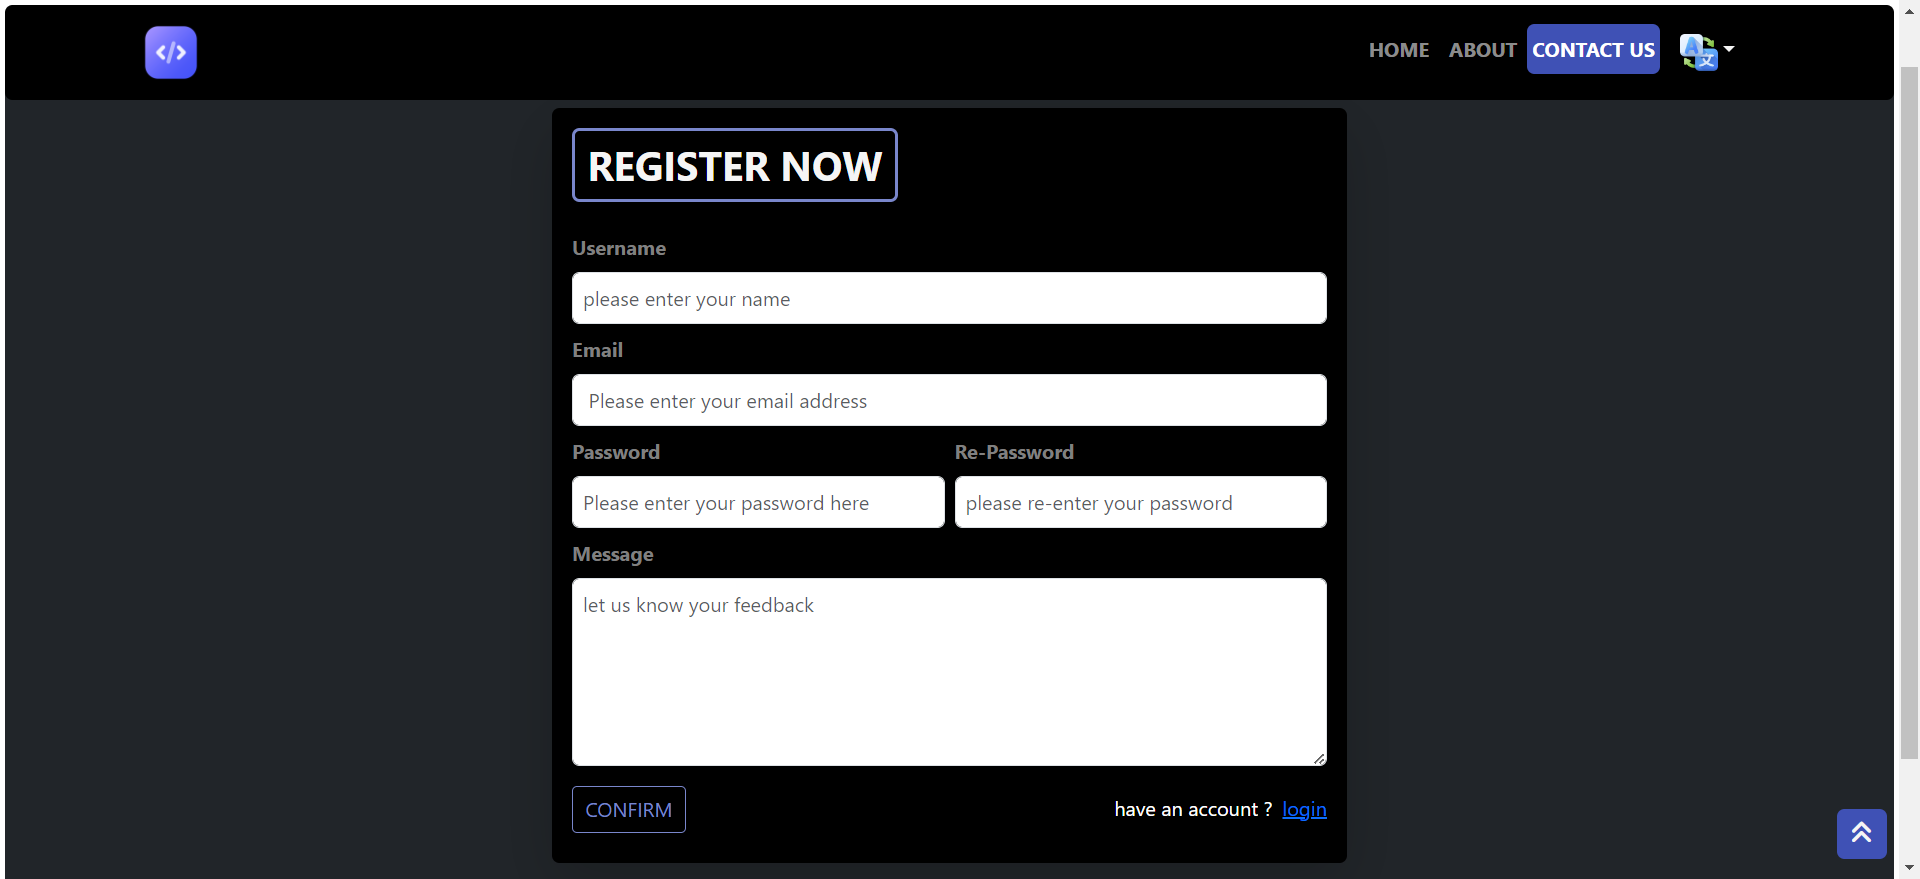 </>
HOME ABOUT CONTACT US A 文
REGISTER NOW
Username
please enter your name
Email
Please enter your email address
Password Re-Password
Please enter your password here please re-enter your password
Message
let us know your feedback
CONFIRM have an account ? login